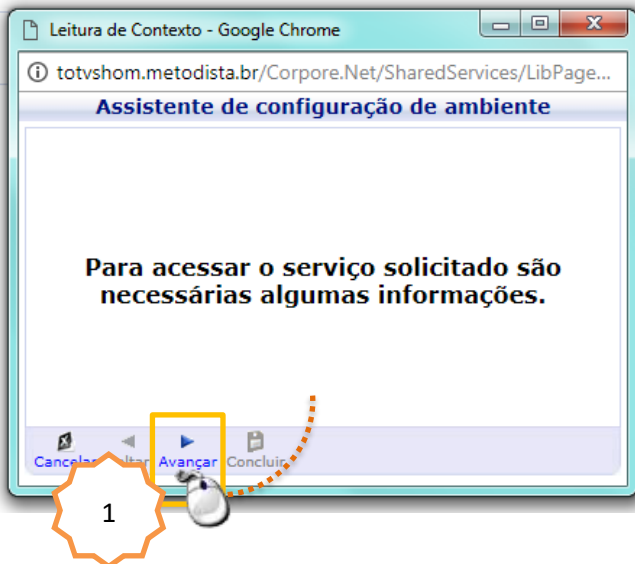 Leitura de Contexto - Google Chrome
totvshom.metodista.br/Corpore.Net/SharedServices/LibPage...
Assistente de configuração de ambiente
Para acessar o serviço solicitado são
necessárias algumas informações.
Avançar Concluir
1